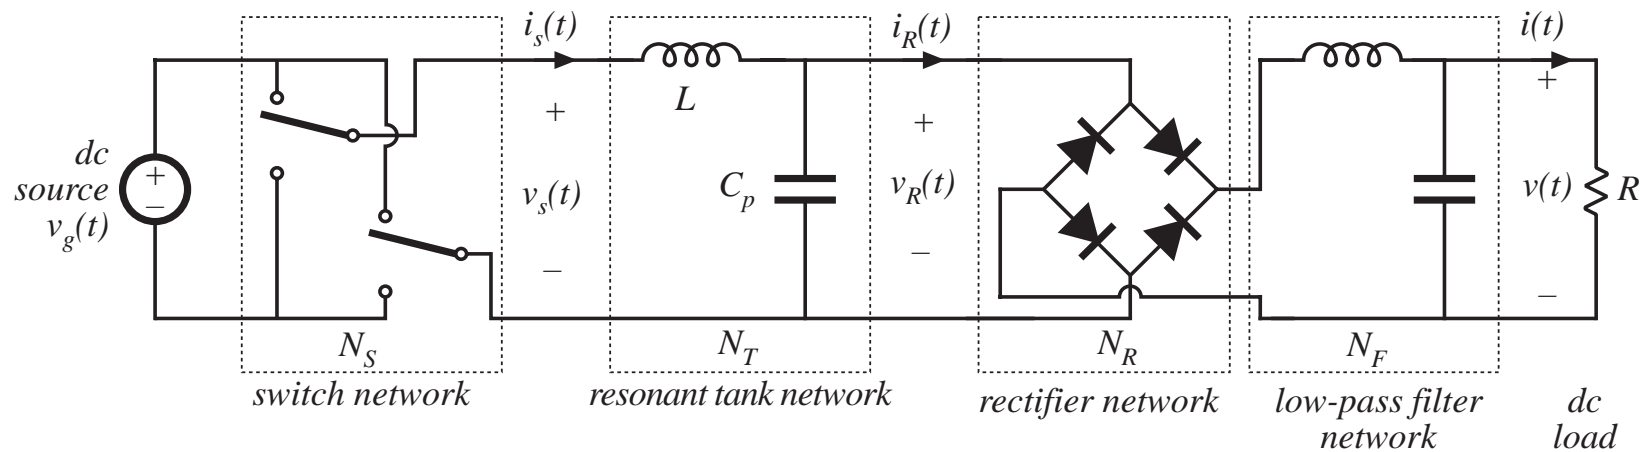 i_s(t)
i_R(t)
i(t)
+
L
+
+
dc
source
v_g(t)
+
–
v_s(t)
C_p
v_R(t)
v(t)
R
–
–
–
N_S
N_T
N_R
N_F
switch network
resonant tank network
rectifier network
low-pass filter
network
dc
load